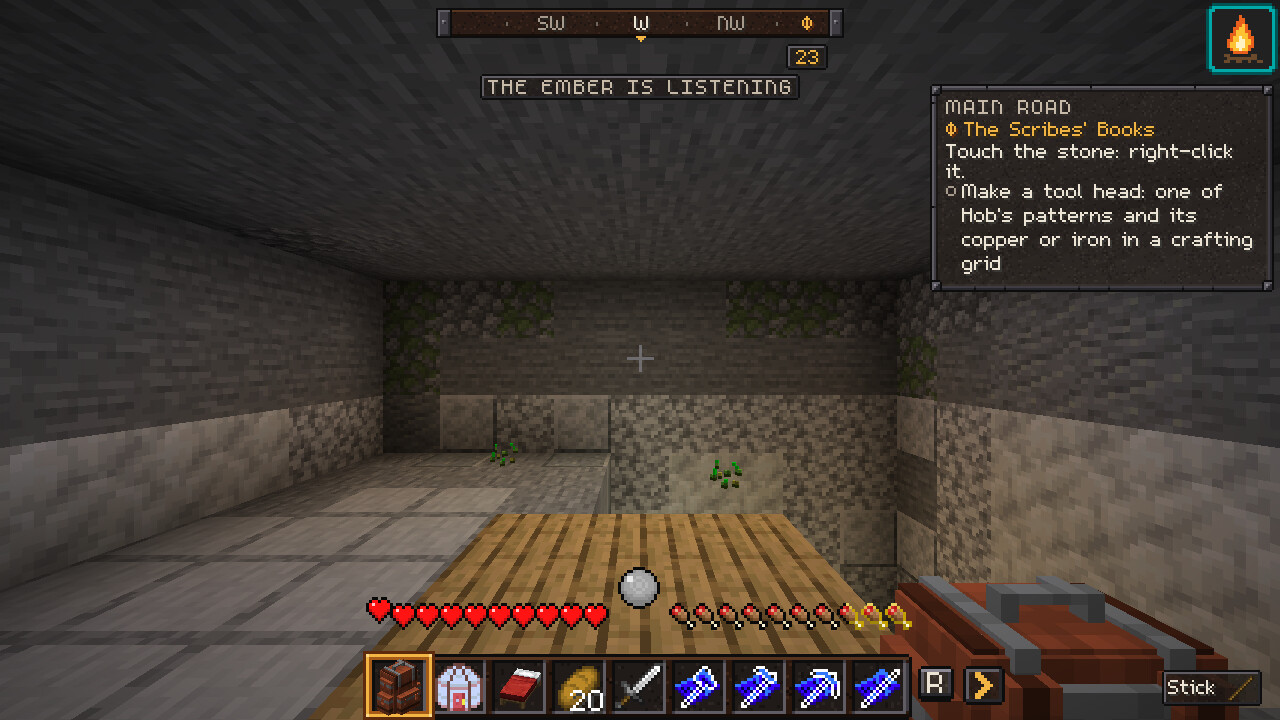 SW W NW
23
THE EMBER IS LISTENING
MAIN ROAD
The Scribes' Books
Touch the stone: right-click
it.
Make a tool head: one of
Hob's patterns and its
copper or iron in a crafting
grid
20
R
Stick